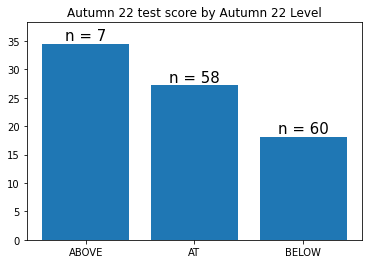 Autumn 22 test score by Autumn 22 Level
35
30
25
20
15
10
5
0
n = 7
n = 58
n = 60
ABOVE
AT
BELOW